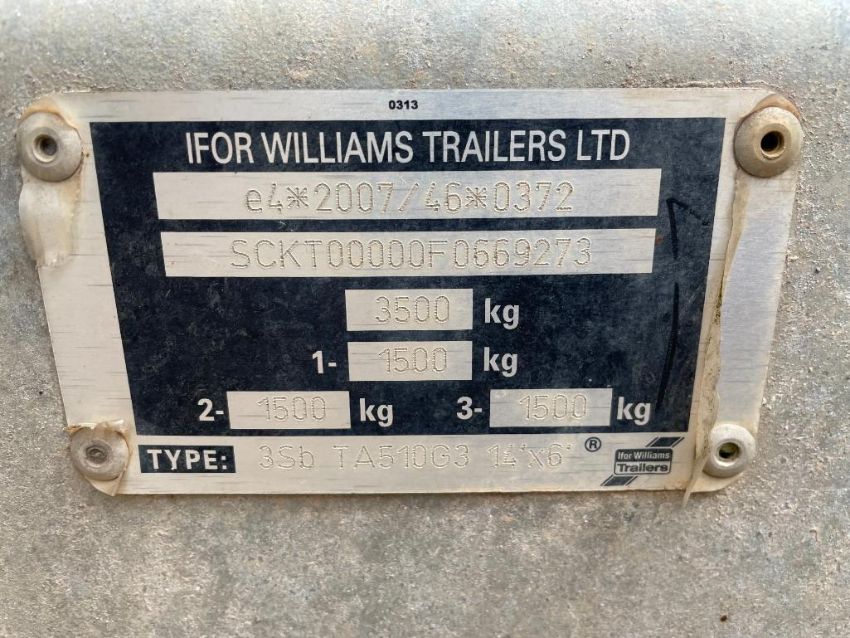 0313
IFOR WILLIAMS TRAILERS LTD
e4*2007/46*0372
SCKT00000F0669273
3500 kg
1- 1500 kg
2- 1500 kg 3- 1500 kg
TYPE: 3Sb TA510G3 14'x6' ®
Ifor Williams
Trailers